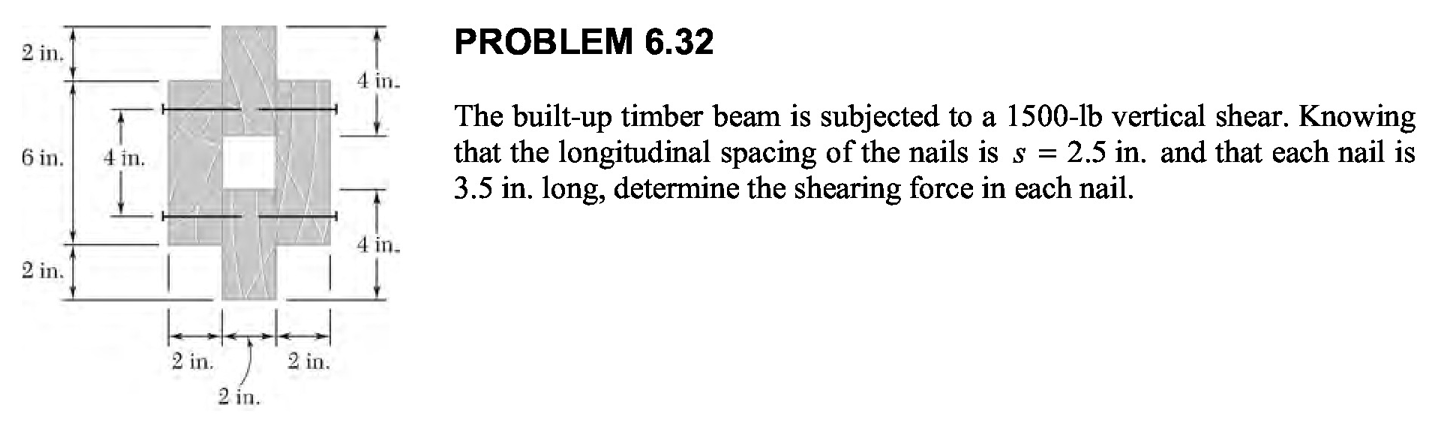 PROBLEM 6.32
The built-up timber beam is subjected to a 1500-lb vertical shear. Knowing
that the longitudinal spacing of the nails is s = 2.5 in. and that each nail is
3.5 in. long, determine the shearing force in each nail.
2 in.
4 in.
6 in.
4 in.
4 in.
2 in.
2 in.
2 in.
2 in.